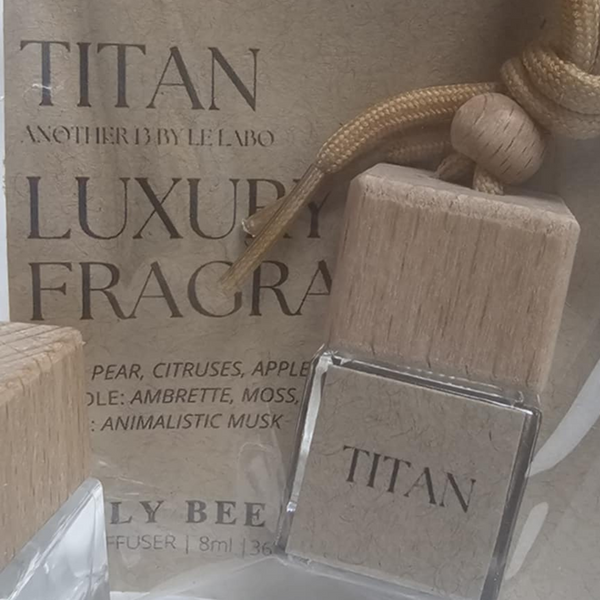 TITAN
ANOTHER 13 BY LE LABO
LUXURY
FRAGRA
PEAR, CITRUSES, APPLE
DLE: AMBRETTE, MOSS,
: ANIMALISTIC MUSK
TITAN
LY BEE
FFUSER | 8ml | 36